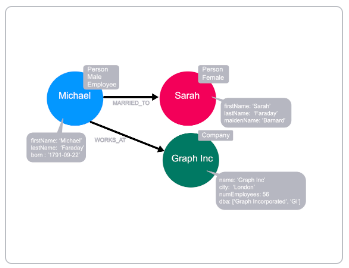 Person
Male
Employee
Michael
MARRIED_TO
Person
Female
Sarah
firstName: 'Sarah'
lastName: 'Faraday'
maidenName: 'Barnard'
firstName: 'Michael'
lastName: 'Faraday'
born : '1791-09-22'
WORKS_AT
Company
Graph Inc
name: 'Graph Inc'
city: 'London'
numEmployees: 56
dba: ['Graph Incorporated', 'GI']